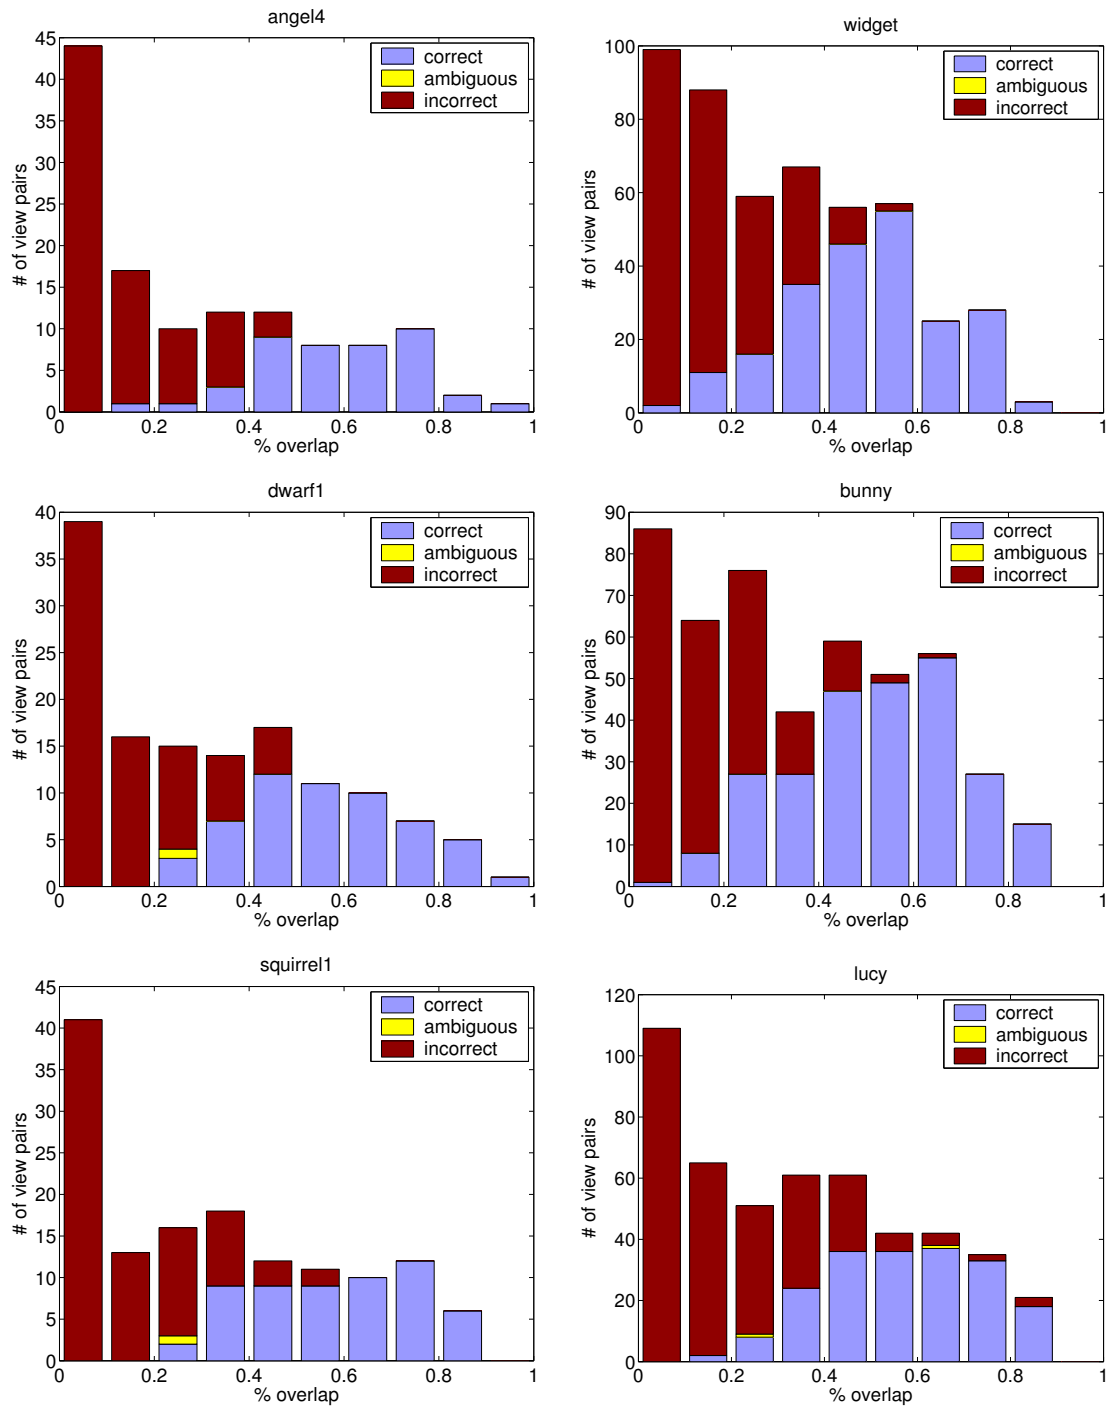 angel4
45
40
35
30
25
20
15
10
5
0
# of view pairs
correct
ambiguous
incorrect
0 0.2 0.4 0.6 0.8 1
% overlap
widget
100
80
60
40
20
0
# of view pairs
correct
ambiguous
incorrect
0 0.2 0.4 0.6 0.8 1
% overlap
dwarf1
40
35
30
25
20
15
10
5
0
# of view pairs
correct
ambiguous
incorrect
0 0.2 0.4 0.6 0.8 1
% overlap
bunny
90
80
70
60
50
40
30
20
10
0
# of view pairs
correct
ambiguous
incorrect
0 0.2 0.4 0.6 0.8 1
% overlap
squirrel1
45
40
35
30
25
20
15
10
5
0
# of view pairs
correct
ambiguous
incorrect
0 0.2 0.4 0.6 0.8 1
% overlap
lucy
120
100
80
60
40
20
0
# of view pairs
correct
ambiguous
incorrect
0 0.2 0.4 0.6 0.8 1
% overlap